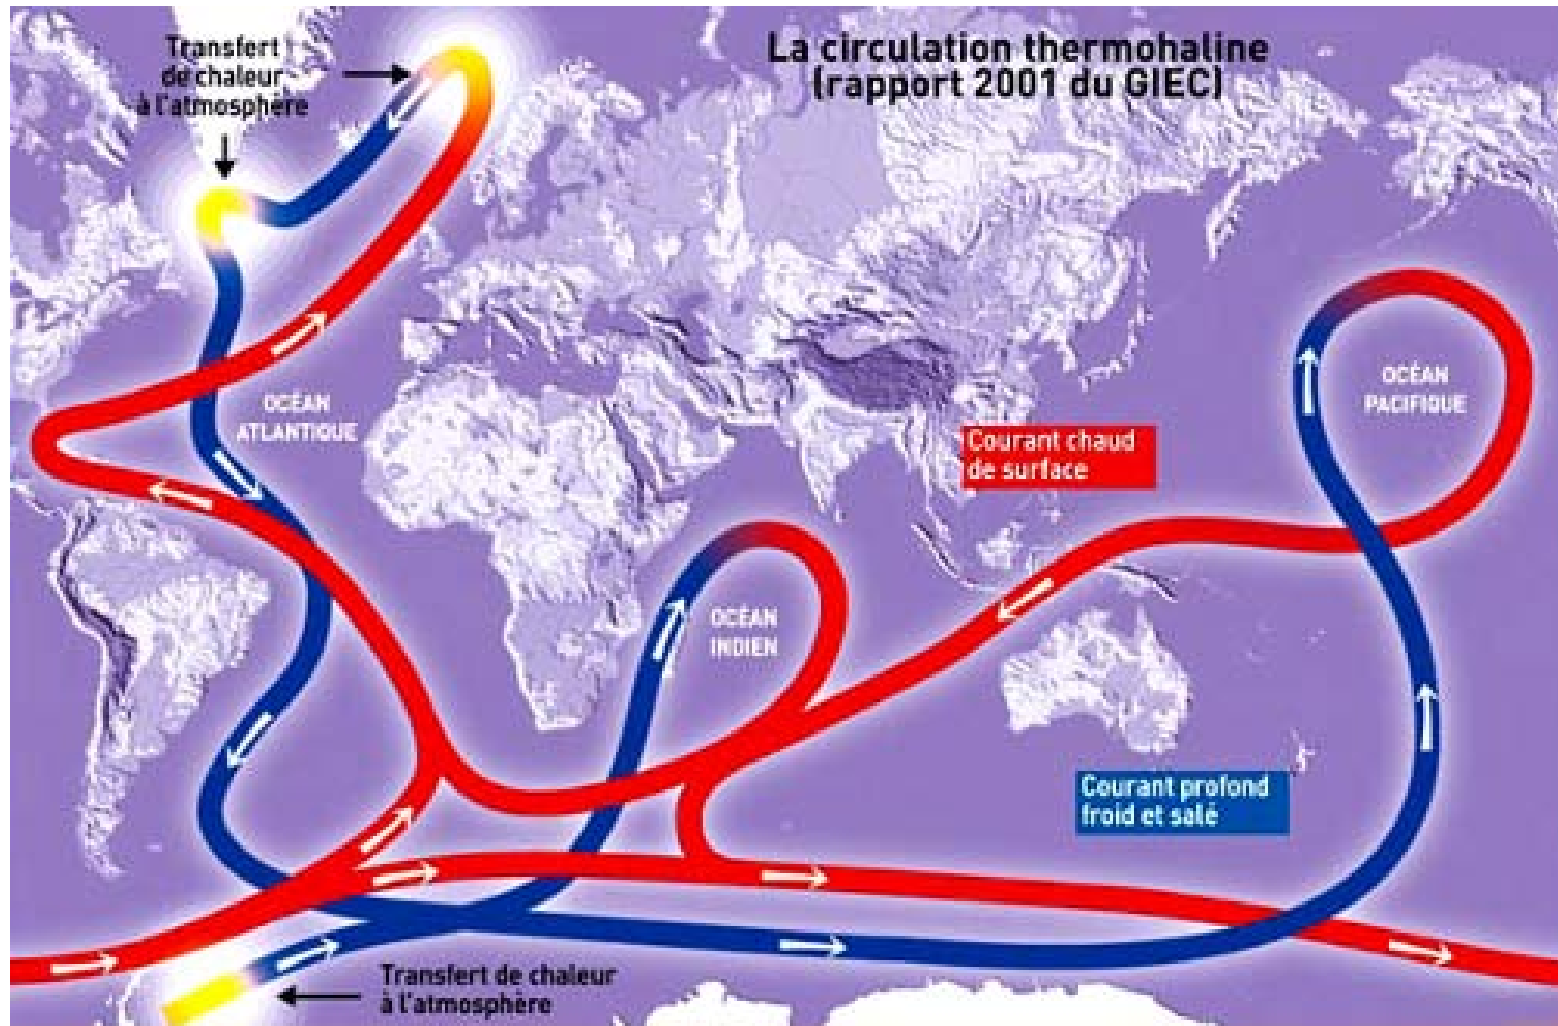 La circulation thermohaline
(rapport 2001 du GIEC)
Transfert
de chaleur
à l'atmosphère
OCÉAN
ATLANTIQUE
OCÉAN
PACIFIQUE
Courant chaud
de surface
OCÉAN
INDIEN
Courant profond
froid et salé
Transfert de chaleur
à l'atmosphère